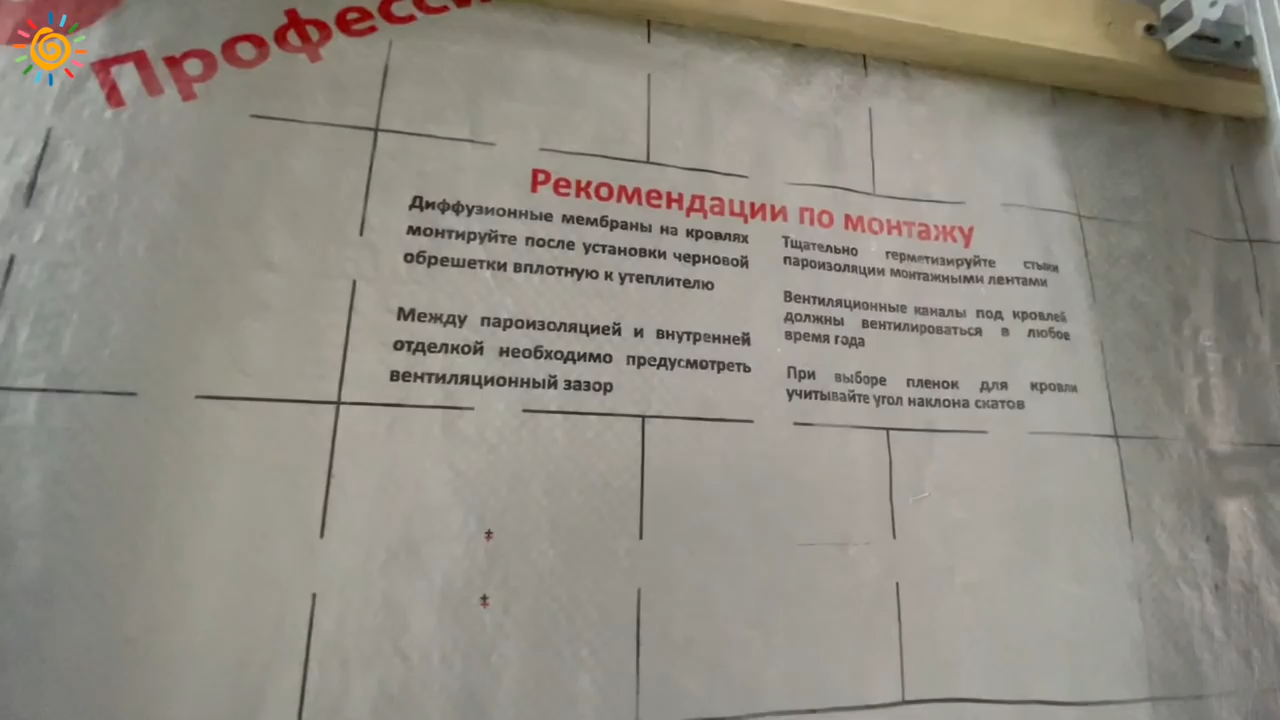 Професси
Рекомендации по монтажу
Диффузионные мембраны на кровлях
монтируйте после установки черновой
обрешетки вплотную к утеплителю
Между пароизоляцией и внутренней
отделкой необходимо предусмотреть
вентиляционный зазор
Тщательно герметизируйте стыки
пароизоляции монтажными лентами
Вентиляционные каналы под кровлей
должны вентилироваться в любое
время года
При выборе пленок для кровли
учитывайте угол наклона скатов